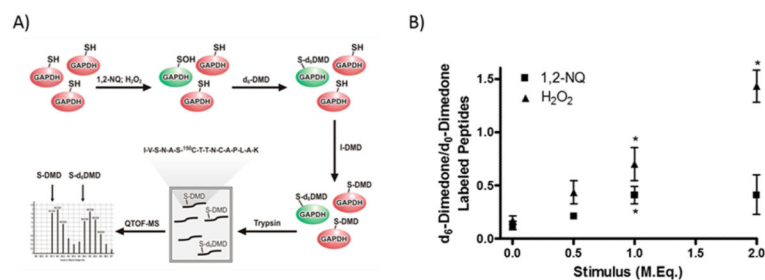 A)
SH
GAPDH
SH
GAPDH
SH
GAPDH
1,2-NQ; H₂O₂
SOH
GAPDH
SH
GAPDH
SH
GAPDH
d₆-DMD
S-d₆DMD
GAPDH
SH
GAPDH
SH
GAPDH
I-DMD
S-d₆DMD
GAPDH
S-DMD
GAPDH
S-DMD
GAPDH
Trypsin
I-V-S-N-A-S-¹⁵²C-T-T-N-C-A-P-L-A-K
S-DMD
S-DMD
S-d₆DMD
QTOF-MS
S-DMD
S-d₆DMD
B)
d₆-Dimedone/d₀-Dimedone
Labeled Peptides
1.5
1.0
0.5
0.0
1,2-NQ
H₂O₂
*
*
*
0.0
0.5
1.0
2.0
Stimulus (M.Eq.)